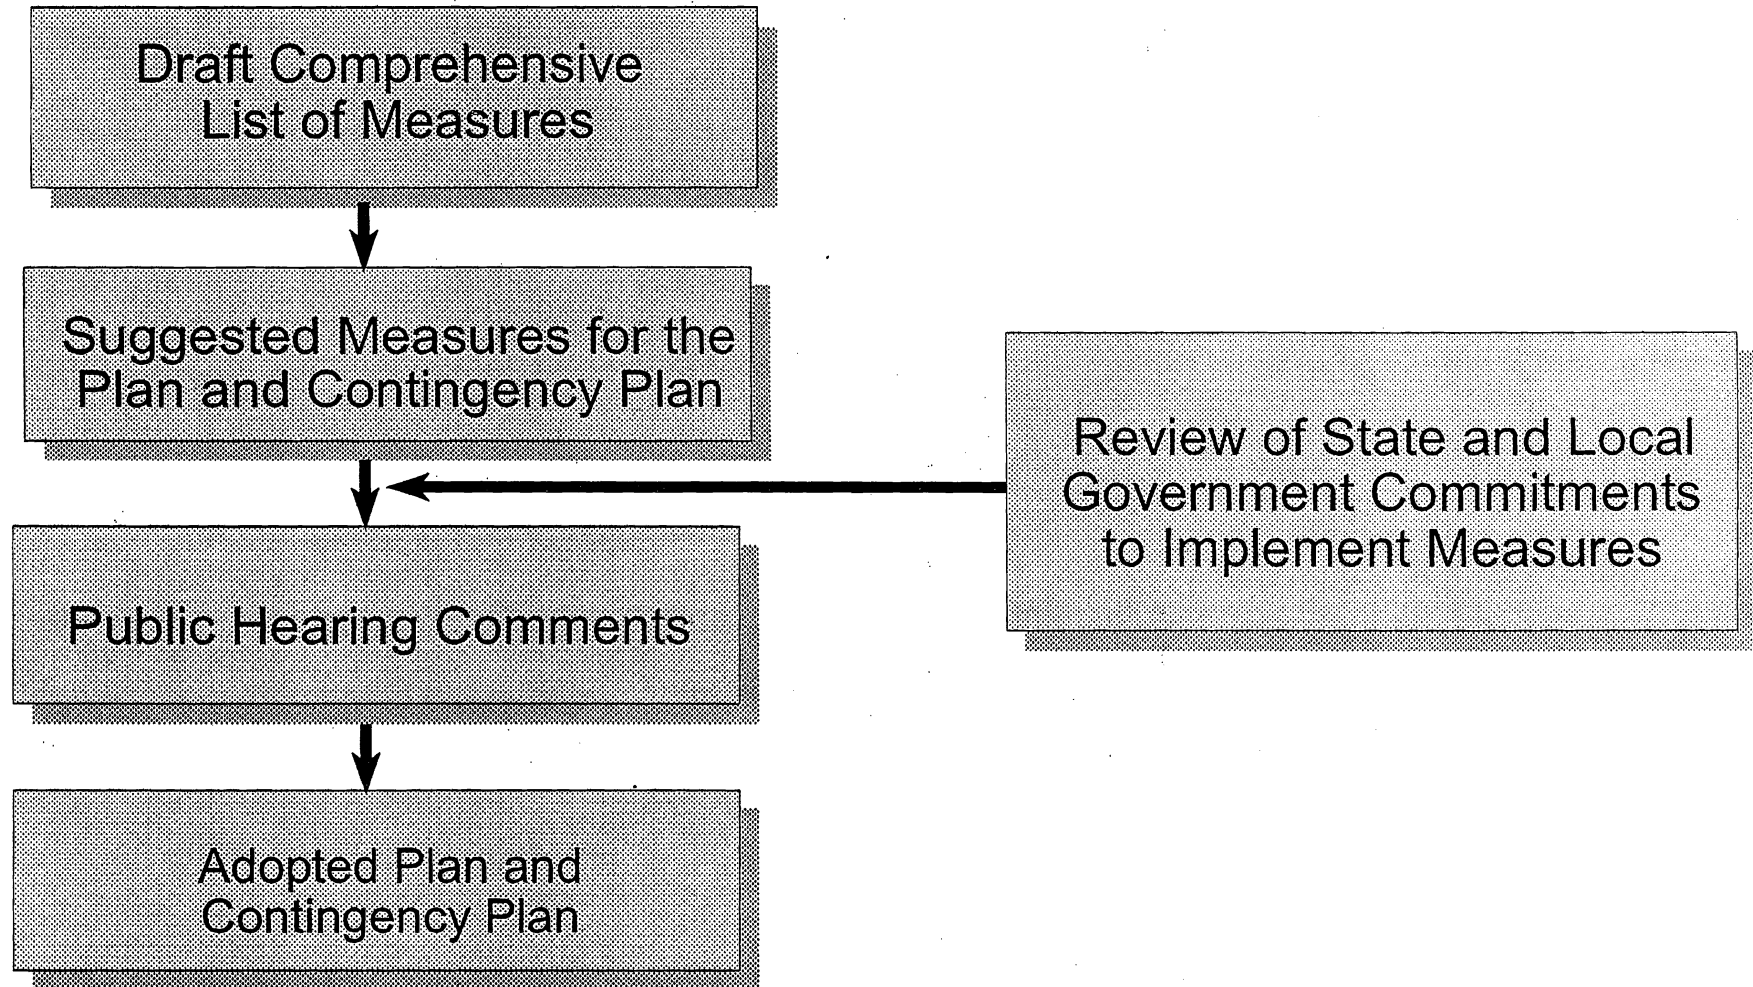 Draft Comprehensive
List of Measures
Suggested Measures for the
Plan and Contingency Plan
Review of State and Local
Government Commitments
to Implement Measures
Public Hearing Comments
Adopted Plan and
Contingency Plan